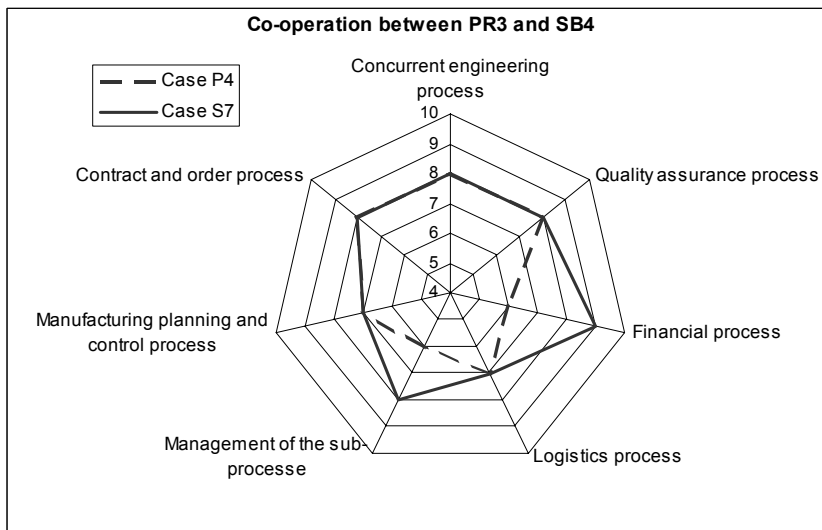 Co-operation between PR3 and SB4
Case P4
Case S7
Concurrent engineering
process
10
9
8
7
6
5
4
Quality assurance process
Financial process
Logistics process
Management of the sub-
processe
Manufacturing planning and
control process
Contract and order process